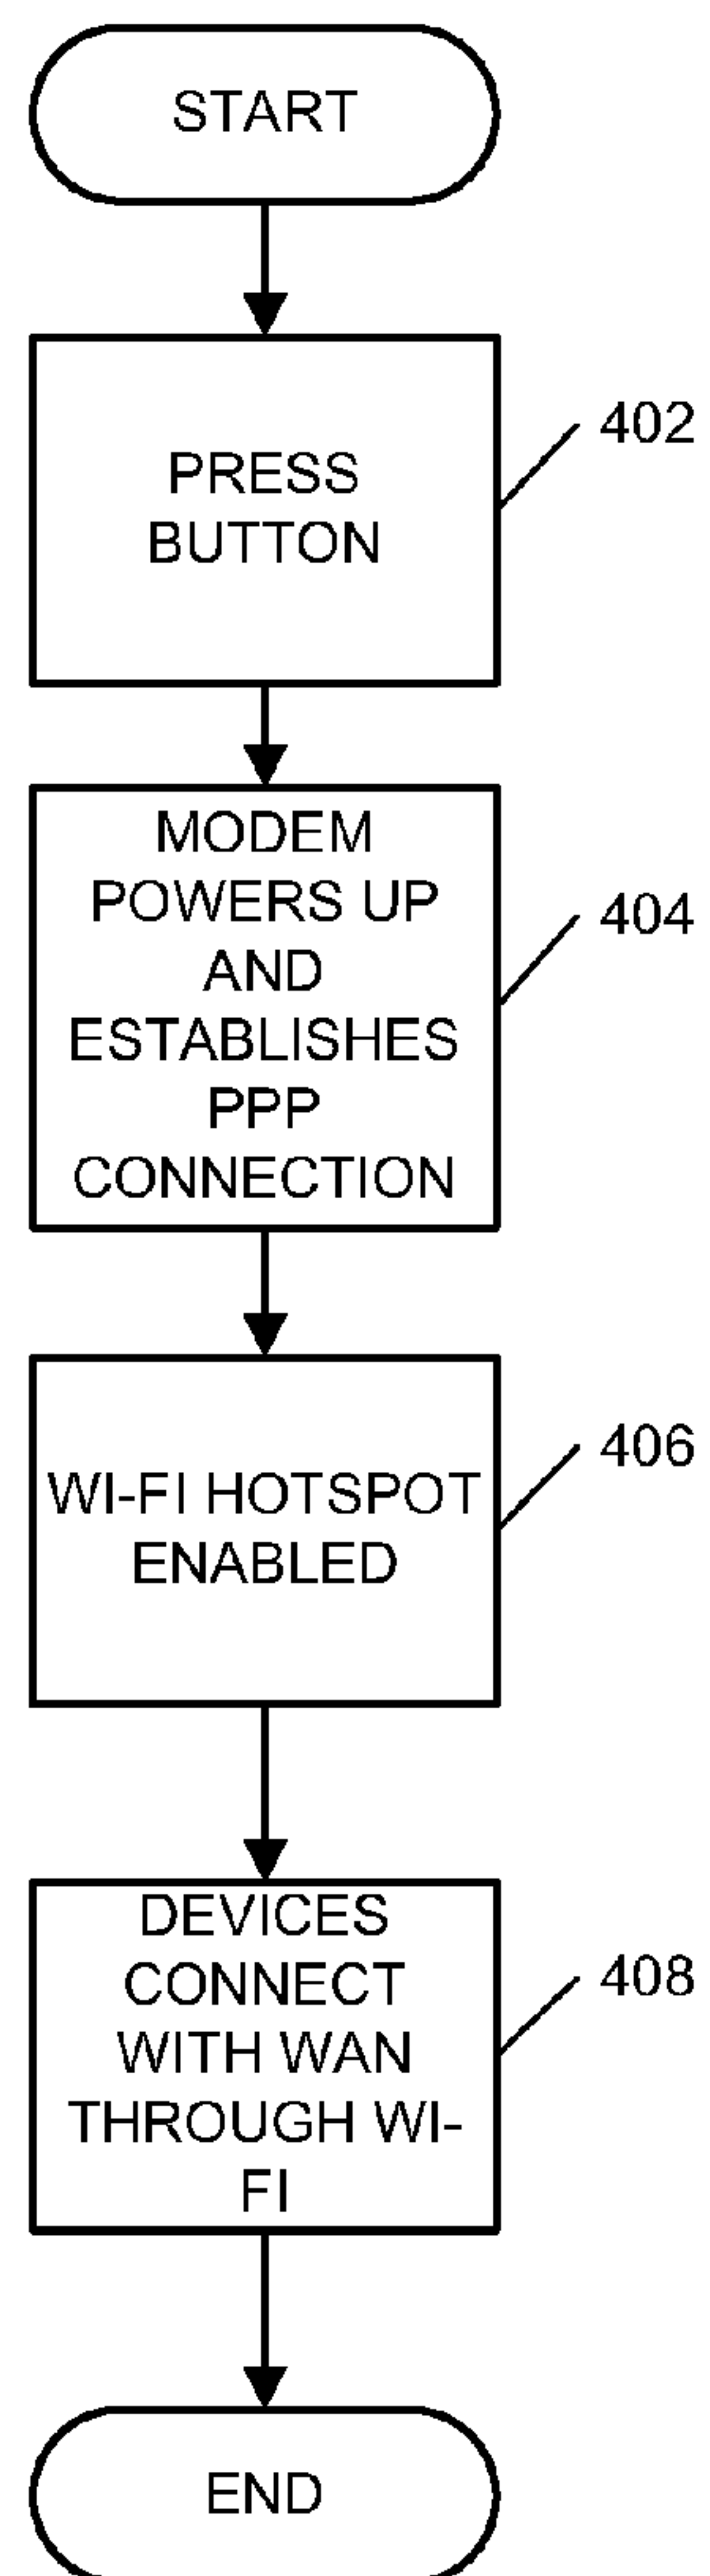 START
PRESS
BUTTON
402
MODEM
POWERS UP
AND
ESTABLISHES
PPP
CONNECTION
404
WI-FI HOTSPOT
ENABLED
406
DEVICES
CONNECT
WITH WAN
THROUGH WI-
FI
408
END